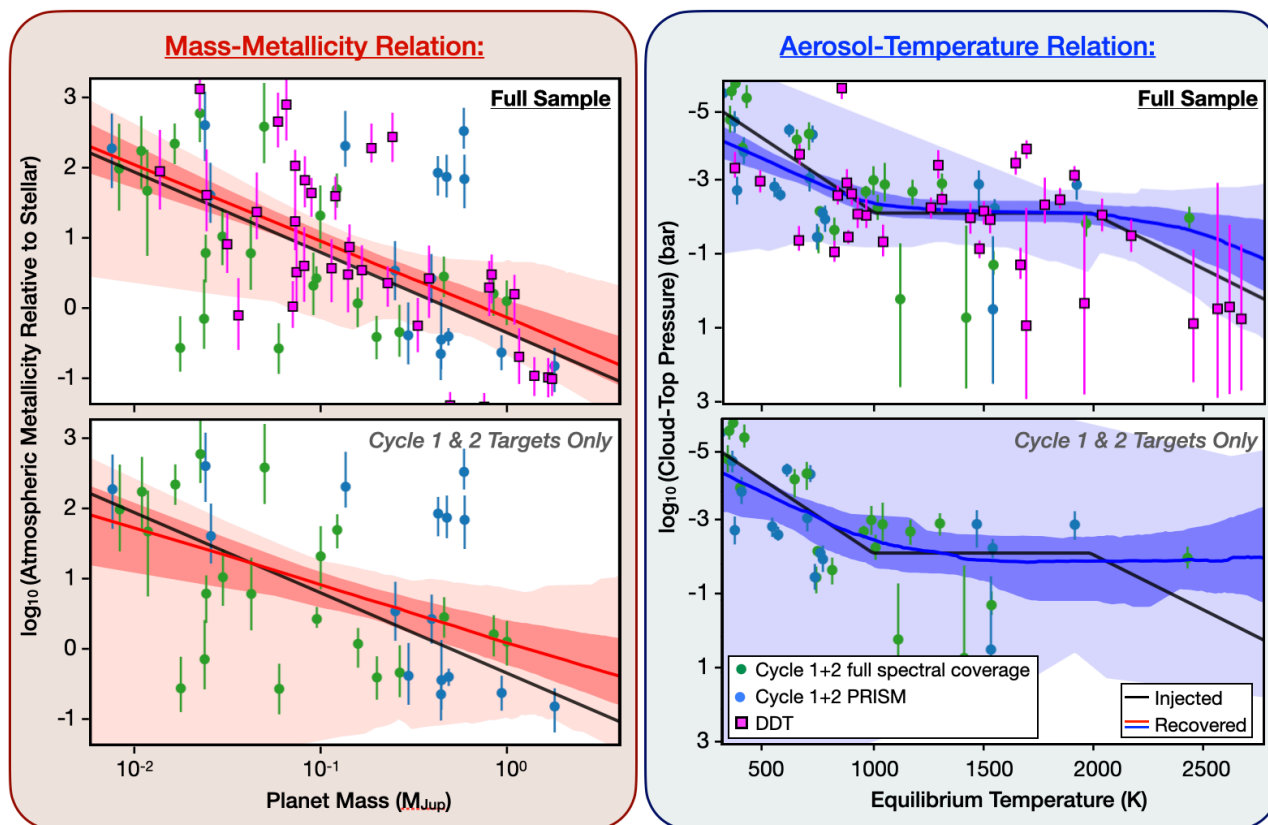 Mass-Metallicity Relation:
Full Sample
3
2
1
0
-1
Cycle 1 & 2 Targets Only
3
2
1
0
-1
10⁻²
10⁻¹
10⁰
log₁₀ (Atmospheric Metallicity Relative to Stellar)
Planet Mass (MJup)
Aerosol-Temperature Relation:
Full Sample
-5
-3
-1
1
3
Cycle 1 & 2 Targets Only
-5
-3
-1
1
3
Cycle 1+2 full spectral coverage
Cycle 1+2 PRISM
DDT
Injected
Recovered
500
1000
1500
2000
2500
log₁₀ (Cloud-Top Pressure) (bar)
Equilibrium Temperature (K)